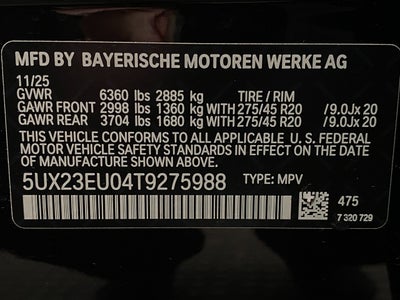 MFD BY BAYERISCHE MOTOREN WERKE AG
11/25
GVWR 6360 lbs 2885 kg TIRE / RIM
GAWR FRONT 2998 lbs 1360 kg WITH 275/45 R20 /9.0Jx 20
GAWR REAR 3704 lbs 1680 kg WITH 275/45 R20 /9.0Jx 20
THIS VEHICLE CONFORMS TO ALL APPLICABLE U.S. FEDERAL
MOTOR VEHICLE SAFETY STANDARDS IN EFFECT
ON THE DATE OF MANUFACTURE SHOWN ABOVE.
5UX23EU04T9275988 TYPE: MPV 475
7 320 729